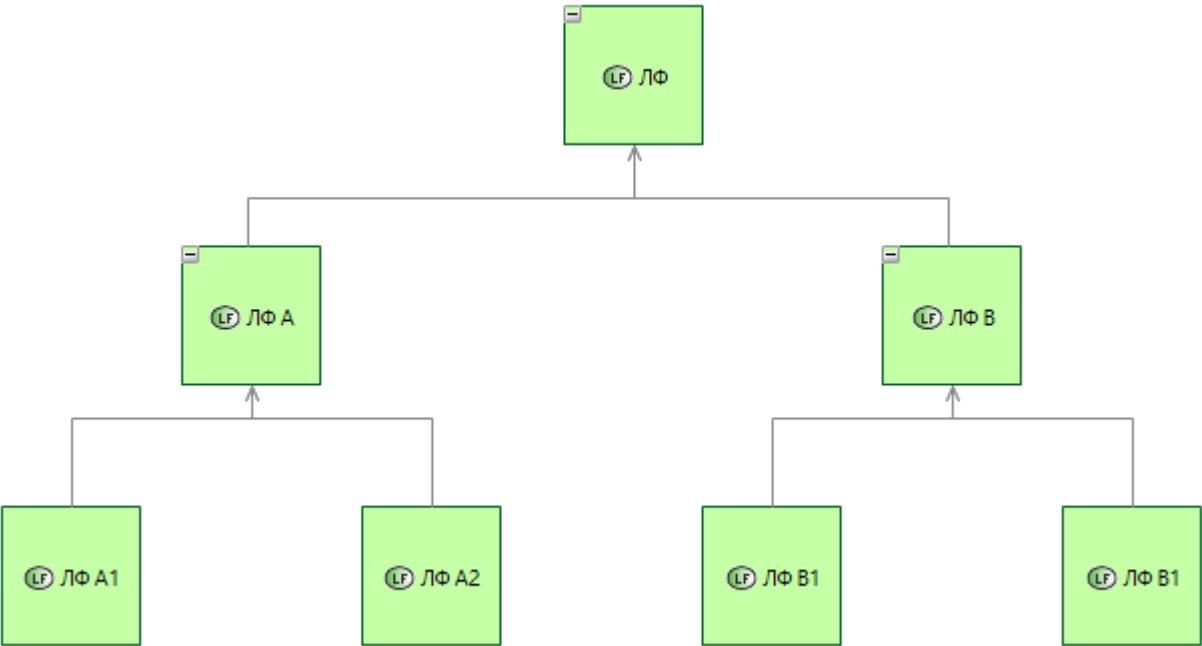 LF ЛФ
LF ЛФ А
LF ЛФ В
LF ЛФ А1
LF ЛФ А2
LF ЛФ В1
LF ЛФ В1